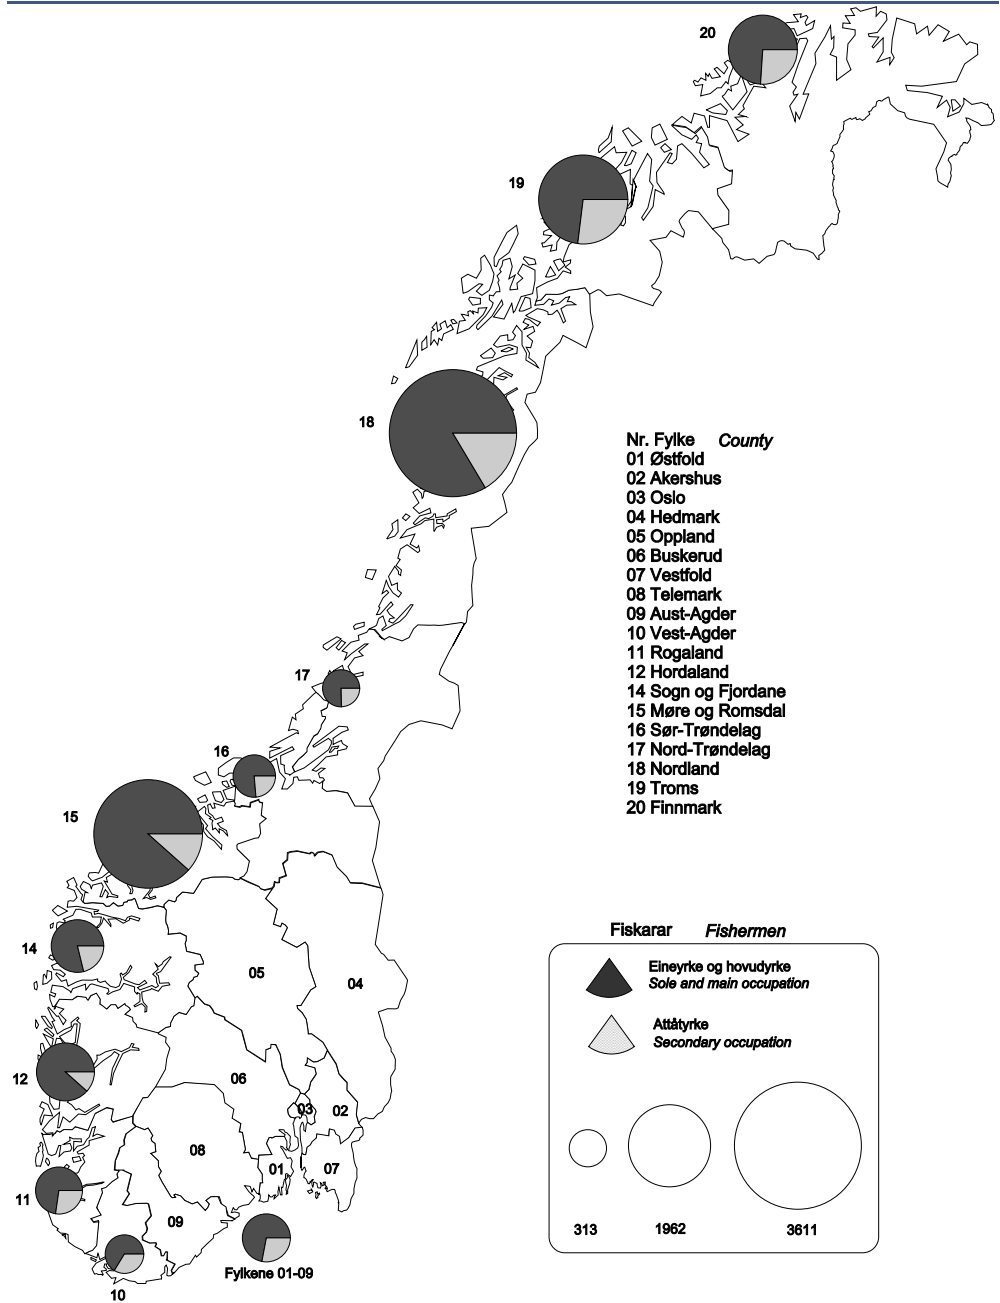 20
19
18
Nr. Fylke County
01 Østfold
02 Akershus
03 Oslo
04 Hedmark
05 Oppland
06 Buskerud
07 Vestfold
08 Telemark
09 Aust-Agder
10 Vest-Agder
11 Rogaland
12 Hordaland
14 Sogn og Fjordane
15 Møre og Romsdal
16 Sør-Trøndelag
17 Nord-Trøndelag
18 Nordland
19 Troms
20 Finnmark
17
16
15
14
05
04
12
06
03
02
08
01
07
11
09
Fylkene 01-09
10
Fiskarar Fishermen
Eineyrke og hovudyrke
Sole and main occupation
Attåtyrke
Secondary occupation
313
1962
3611